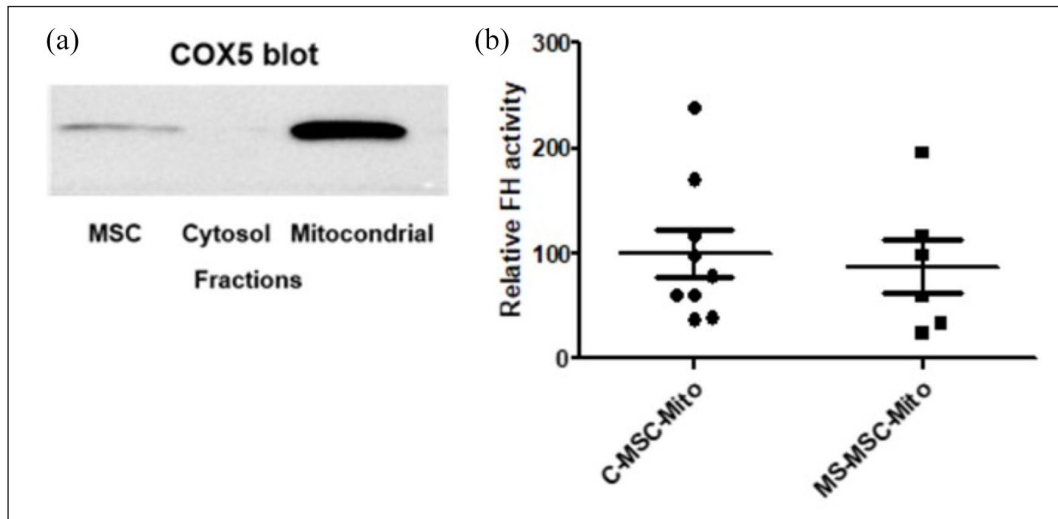 (a)
COX5 blot
MSC Cytosol Mitocondrial
Fractions
(b)
Relative FH activity
300
200
100
0
C-MSC-Mito
MS-MSC-Mito